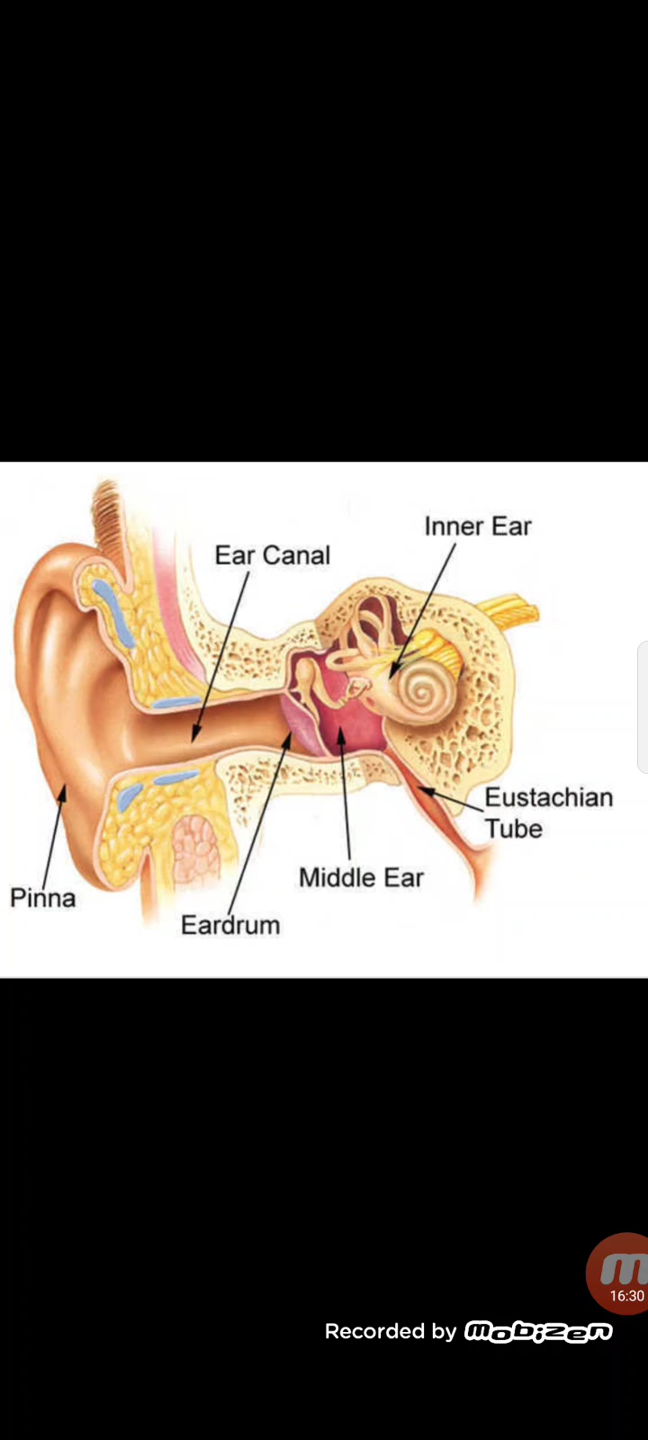 Inner Ear
Ear Canal
Eustachian
Tube
Middle Ear
Pinna
Eardrum
16:30
Recorded by mobizen